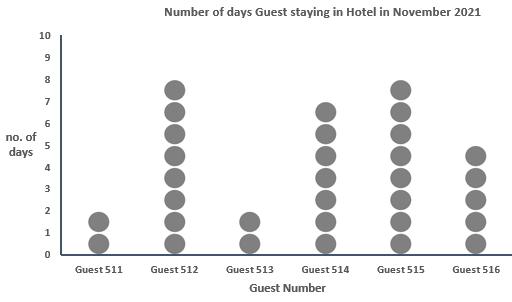 Number of days Guest staying in Hotel in November 2021
10
9
8
7
6
5
4
3
2
1
0
no. of
days
Guest 511 Guest 512 Guest 513 Guest 514 Guest 515 Guest 516
Guest Number